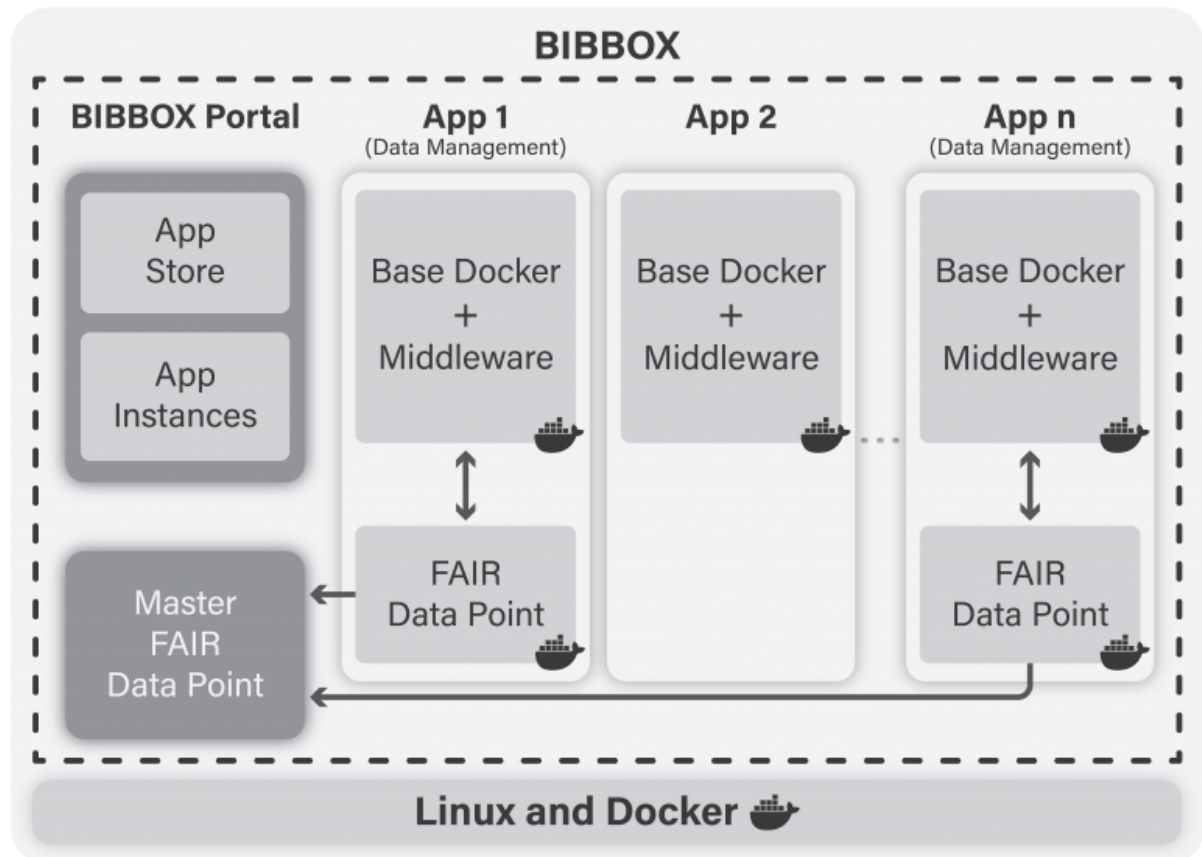 BIBBOX
BIBBOX Portal
App
Store
App
Instances
Master
FAIR
Data Point
App 1
(Data Management)
Base Docker
+
Middleware
FAIR
Data Point
App 2
Base Docker
+
Middleware
App n
(Data Management)
Base Docker
+
Middleware
FAIR
Data Point
Linux and Docker